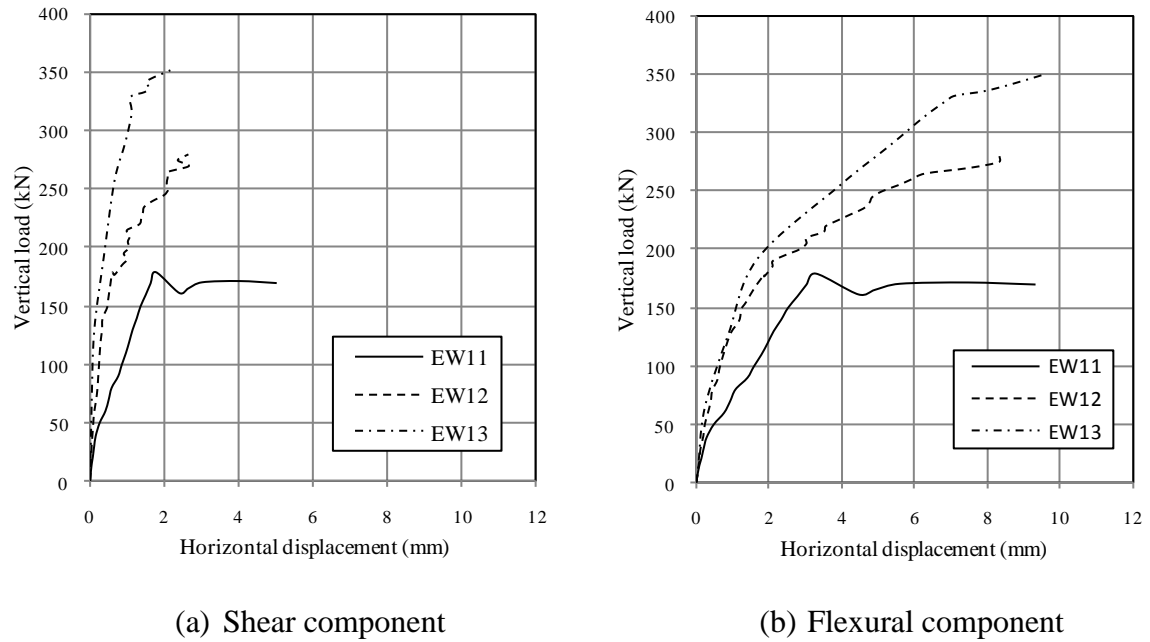 400
350
300
250
200
150
100
50
0
Vertical load (kN)
EW11
EW12
EW13
0 2 4 6 8 10 12
Horizontal displacement (mm)
(a) Shear component
400
350
300
250
200
150
100
50
0
Vertical load (kN)
EW11
EW12
EW13
0 2 4 6 8 10 12
Horizontal displacement (mm)
(b) Flexural component